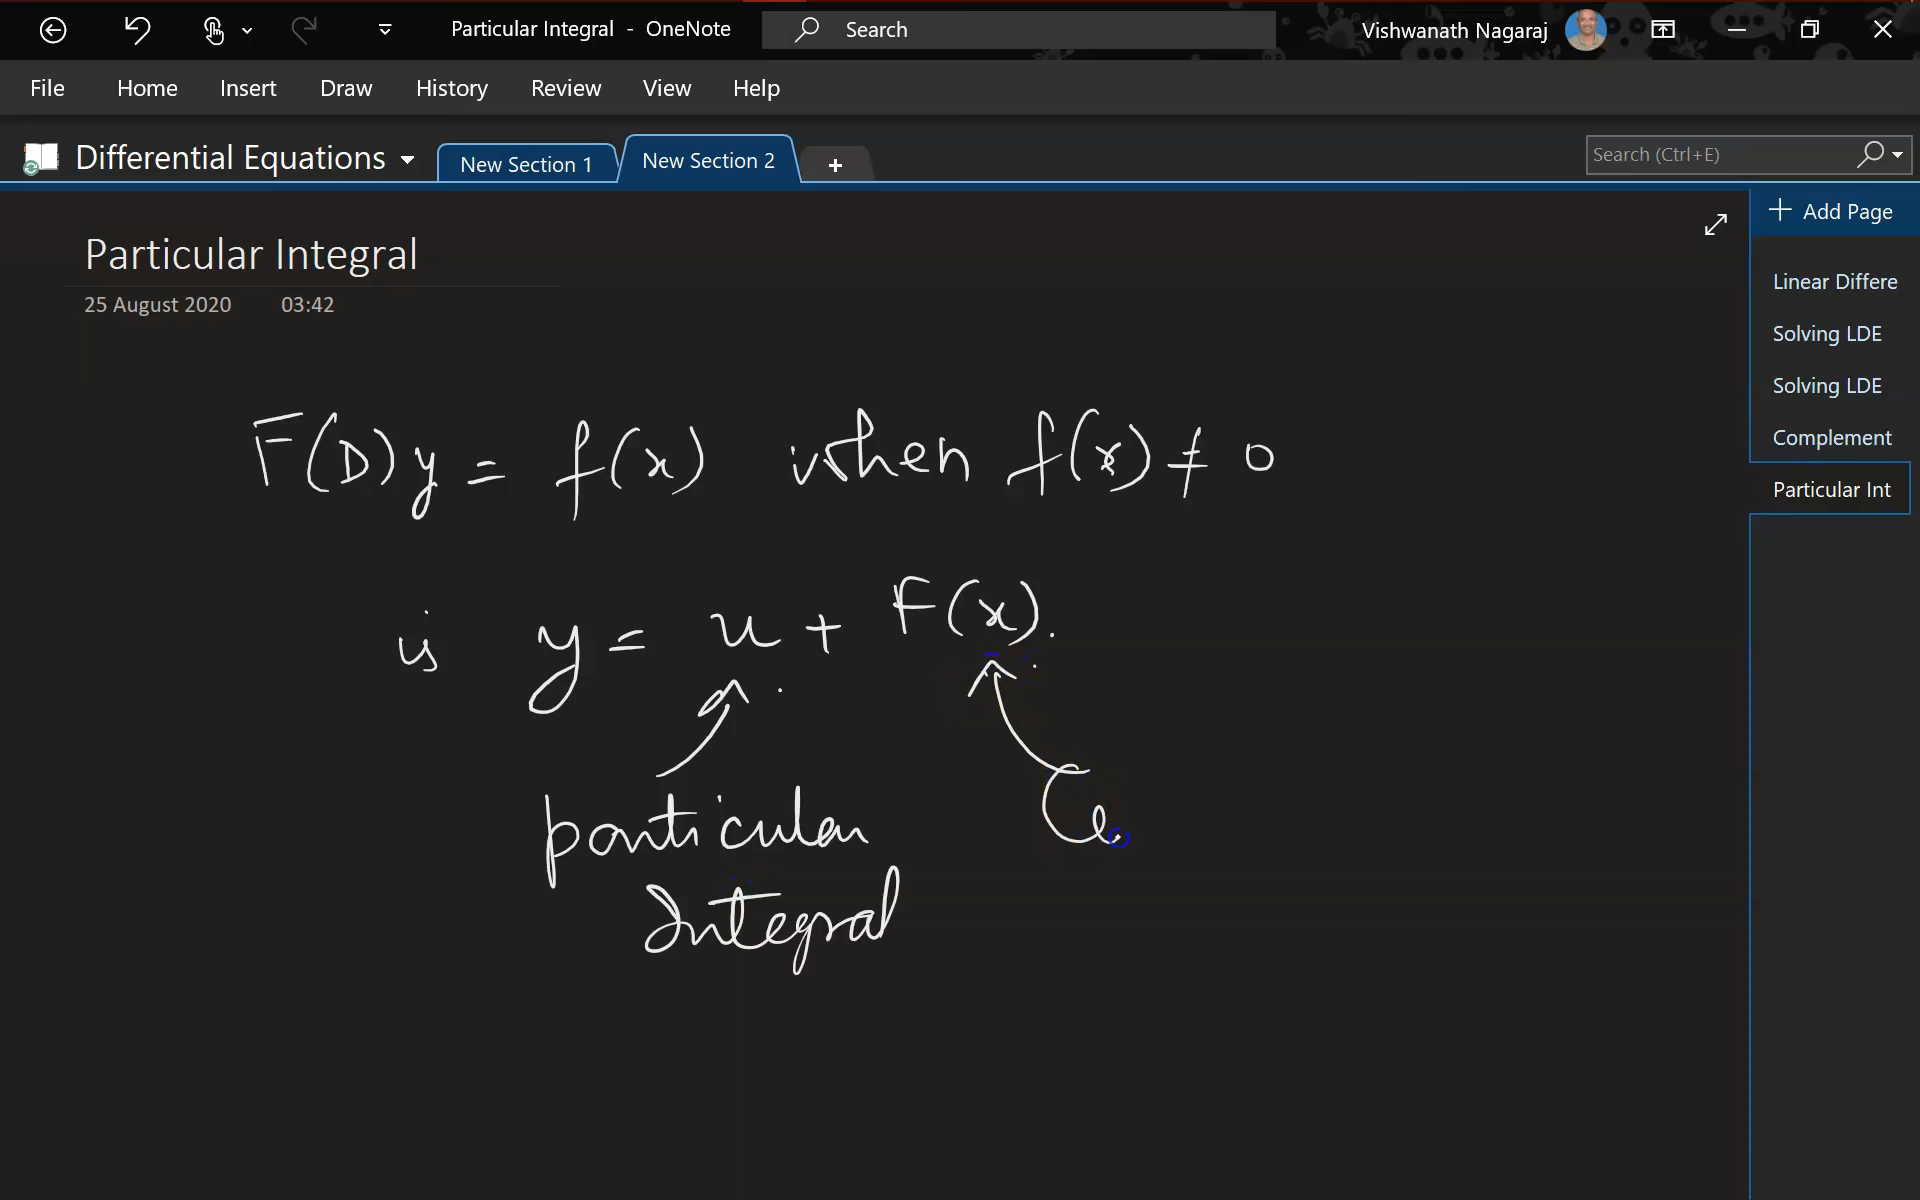 Particular Integral - OneNote
Search
Vishwanath Nagaraj
File Home Insert Draw History Review View Help
Differential Equations
New Section 1
New Section 2
+
Search (Ctrl+E)
Add Page
Particular Integral
25 August 2020 03:42
Linear Differe
Solving LDE
Solving LDE
Complement
Particular Int
F(D)y = f(x) when f(x) ≠ 0
is y = u + F(x).
particular
Integral